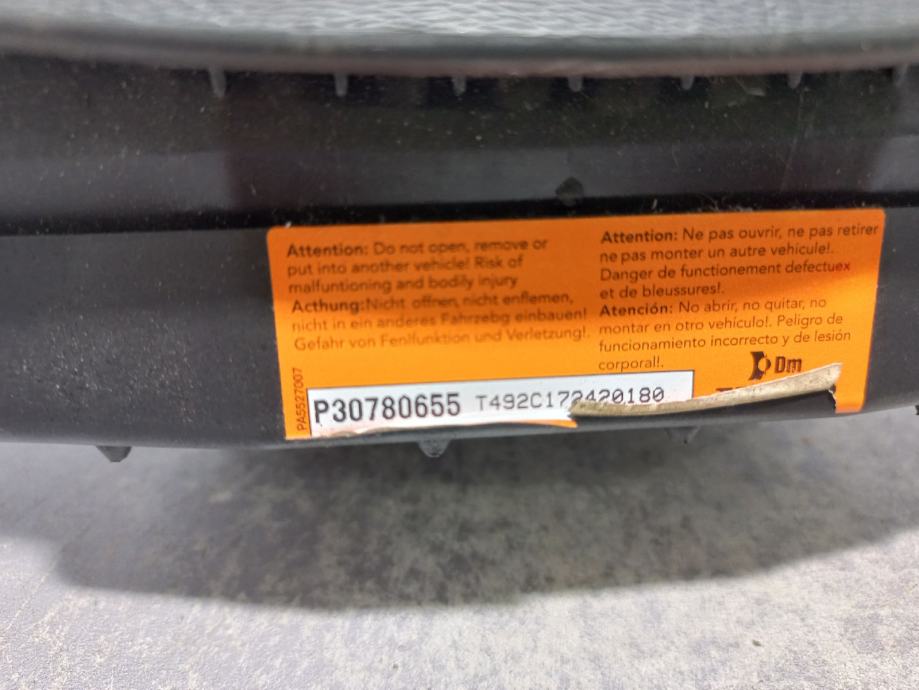 Attention: Do not open, remove or
put into another vehicle! Risk of
malfuntioning and bodily injury
Acthung: Nicht offnen, nicht enflemen,
nicht in ein anderes Fahrzebg einbauen!
Gefahr von Fenlfunktion und Verletzung!.
Attention: Ne pas ouvrir, ne pas retirer
ne pas monter un autre vehicule!.
Danger de functionement defectuex
et de bleussures!.
Atención: No abrir, no quitar, no
montar en otro vehículo!. Peligro de
funcionamiento incorrecto y de lesión
corporal!.
Dm
PA5527007
P30780655 T492C172420180